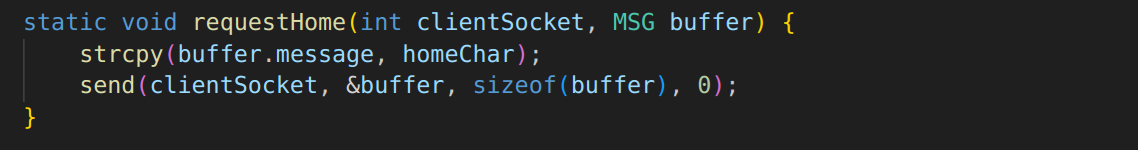 static void requestHome(int clientSocket, MSG buffer) {
    strcpy(buffer.message, homeChar);
    send(clientSocket, &buffer, sizeof(buffer), 0);
}